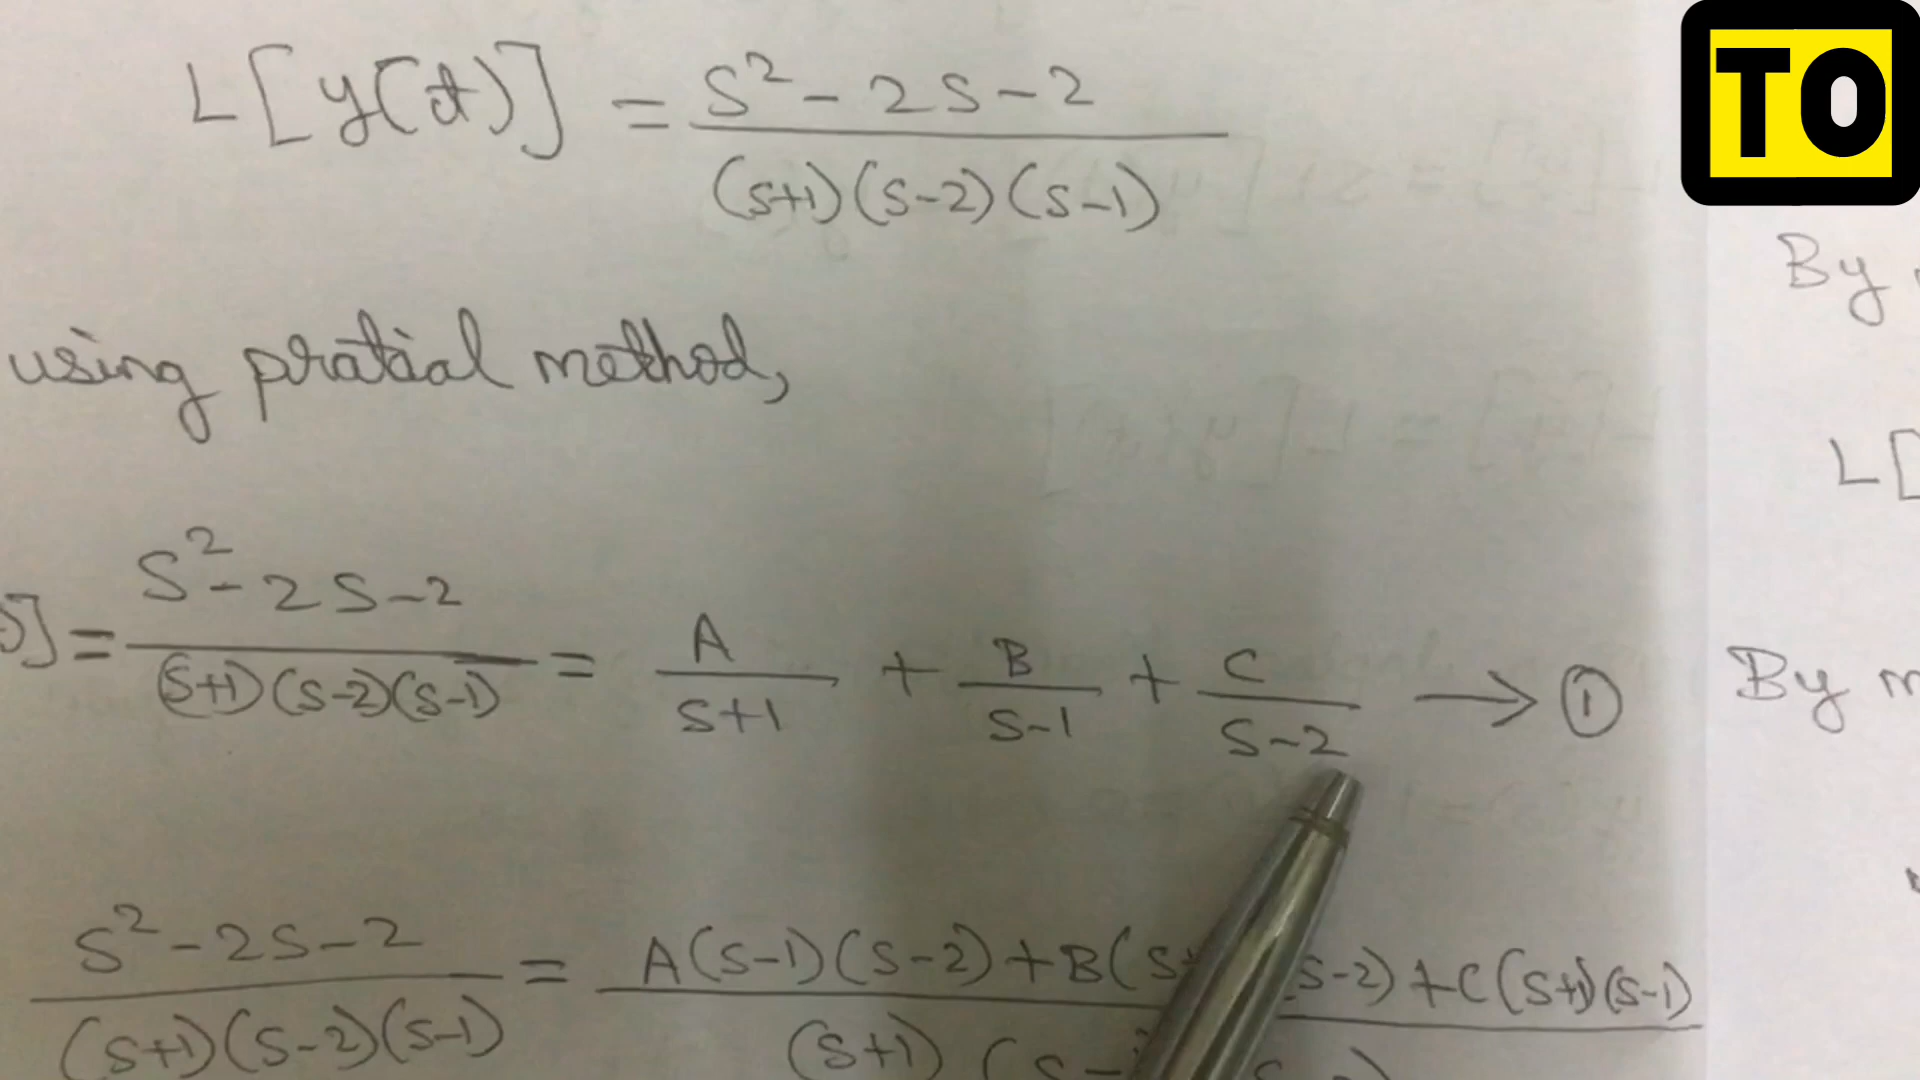 TO
L[y(t)] = S²-2S-2 / (S+1)(S-2)(S-1)
By
using pratial method,
L[
]= S²-2S-2 / (S+1)(S-2)(S-1) = A / S+1 + B / S-1 + C / S-2 → ①
By m
S²-2S-2 / (S+1)(S-2)(S-1) = A(S-1)(S-2)+B(S S-2)+C(S+1)(S-1) / (S+1)(S-